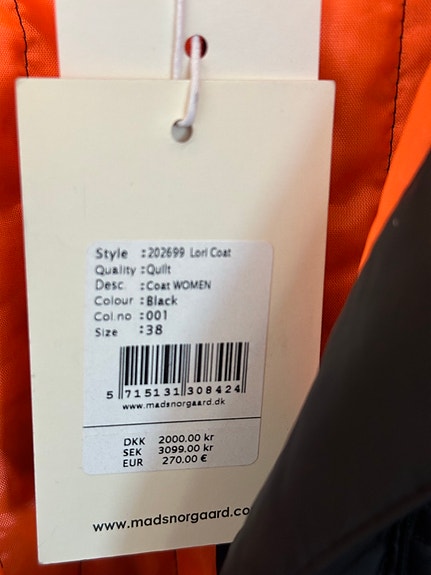 Style : 202699 Lori Coat
Quality : Quilt
Desc. : Coat WOMEN
Colour : Black
Col.no : 001
Size : 38
5 715131 308424
www.madsnorgaard.dk
DKK 2000.00 kr
SEK 3099.00 kr
EUR 270.00 €
www.madsnorgaard.co